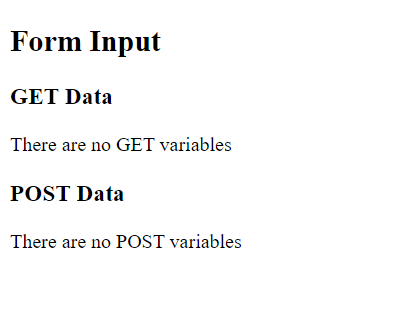 Form Input
GET Data
There are no GET variables
POST Data
There are no POST variables